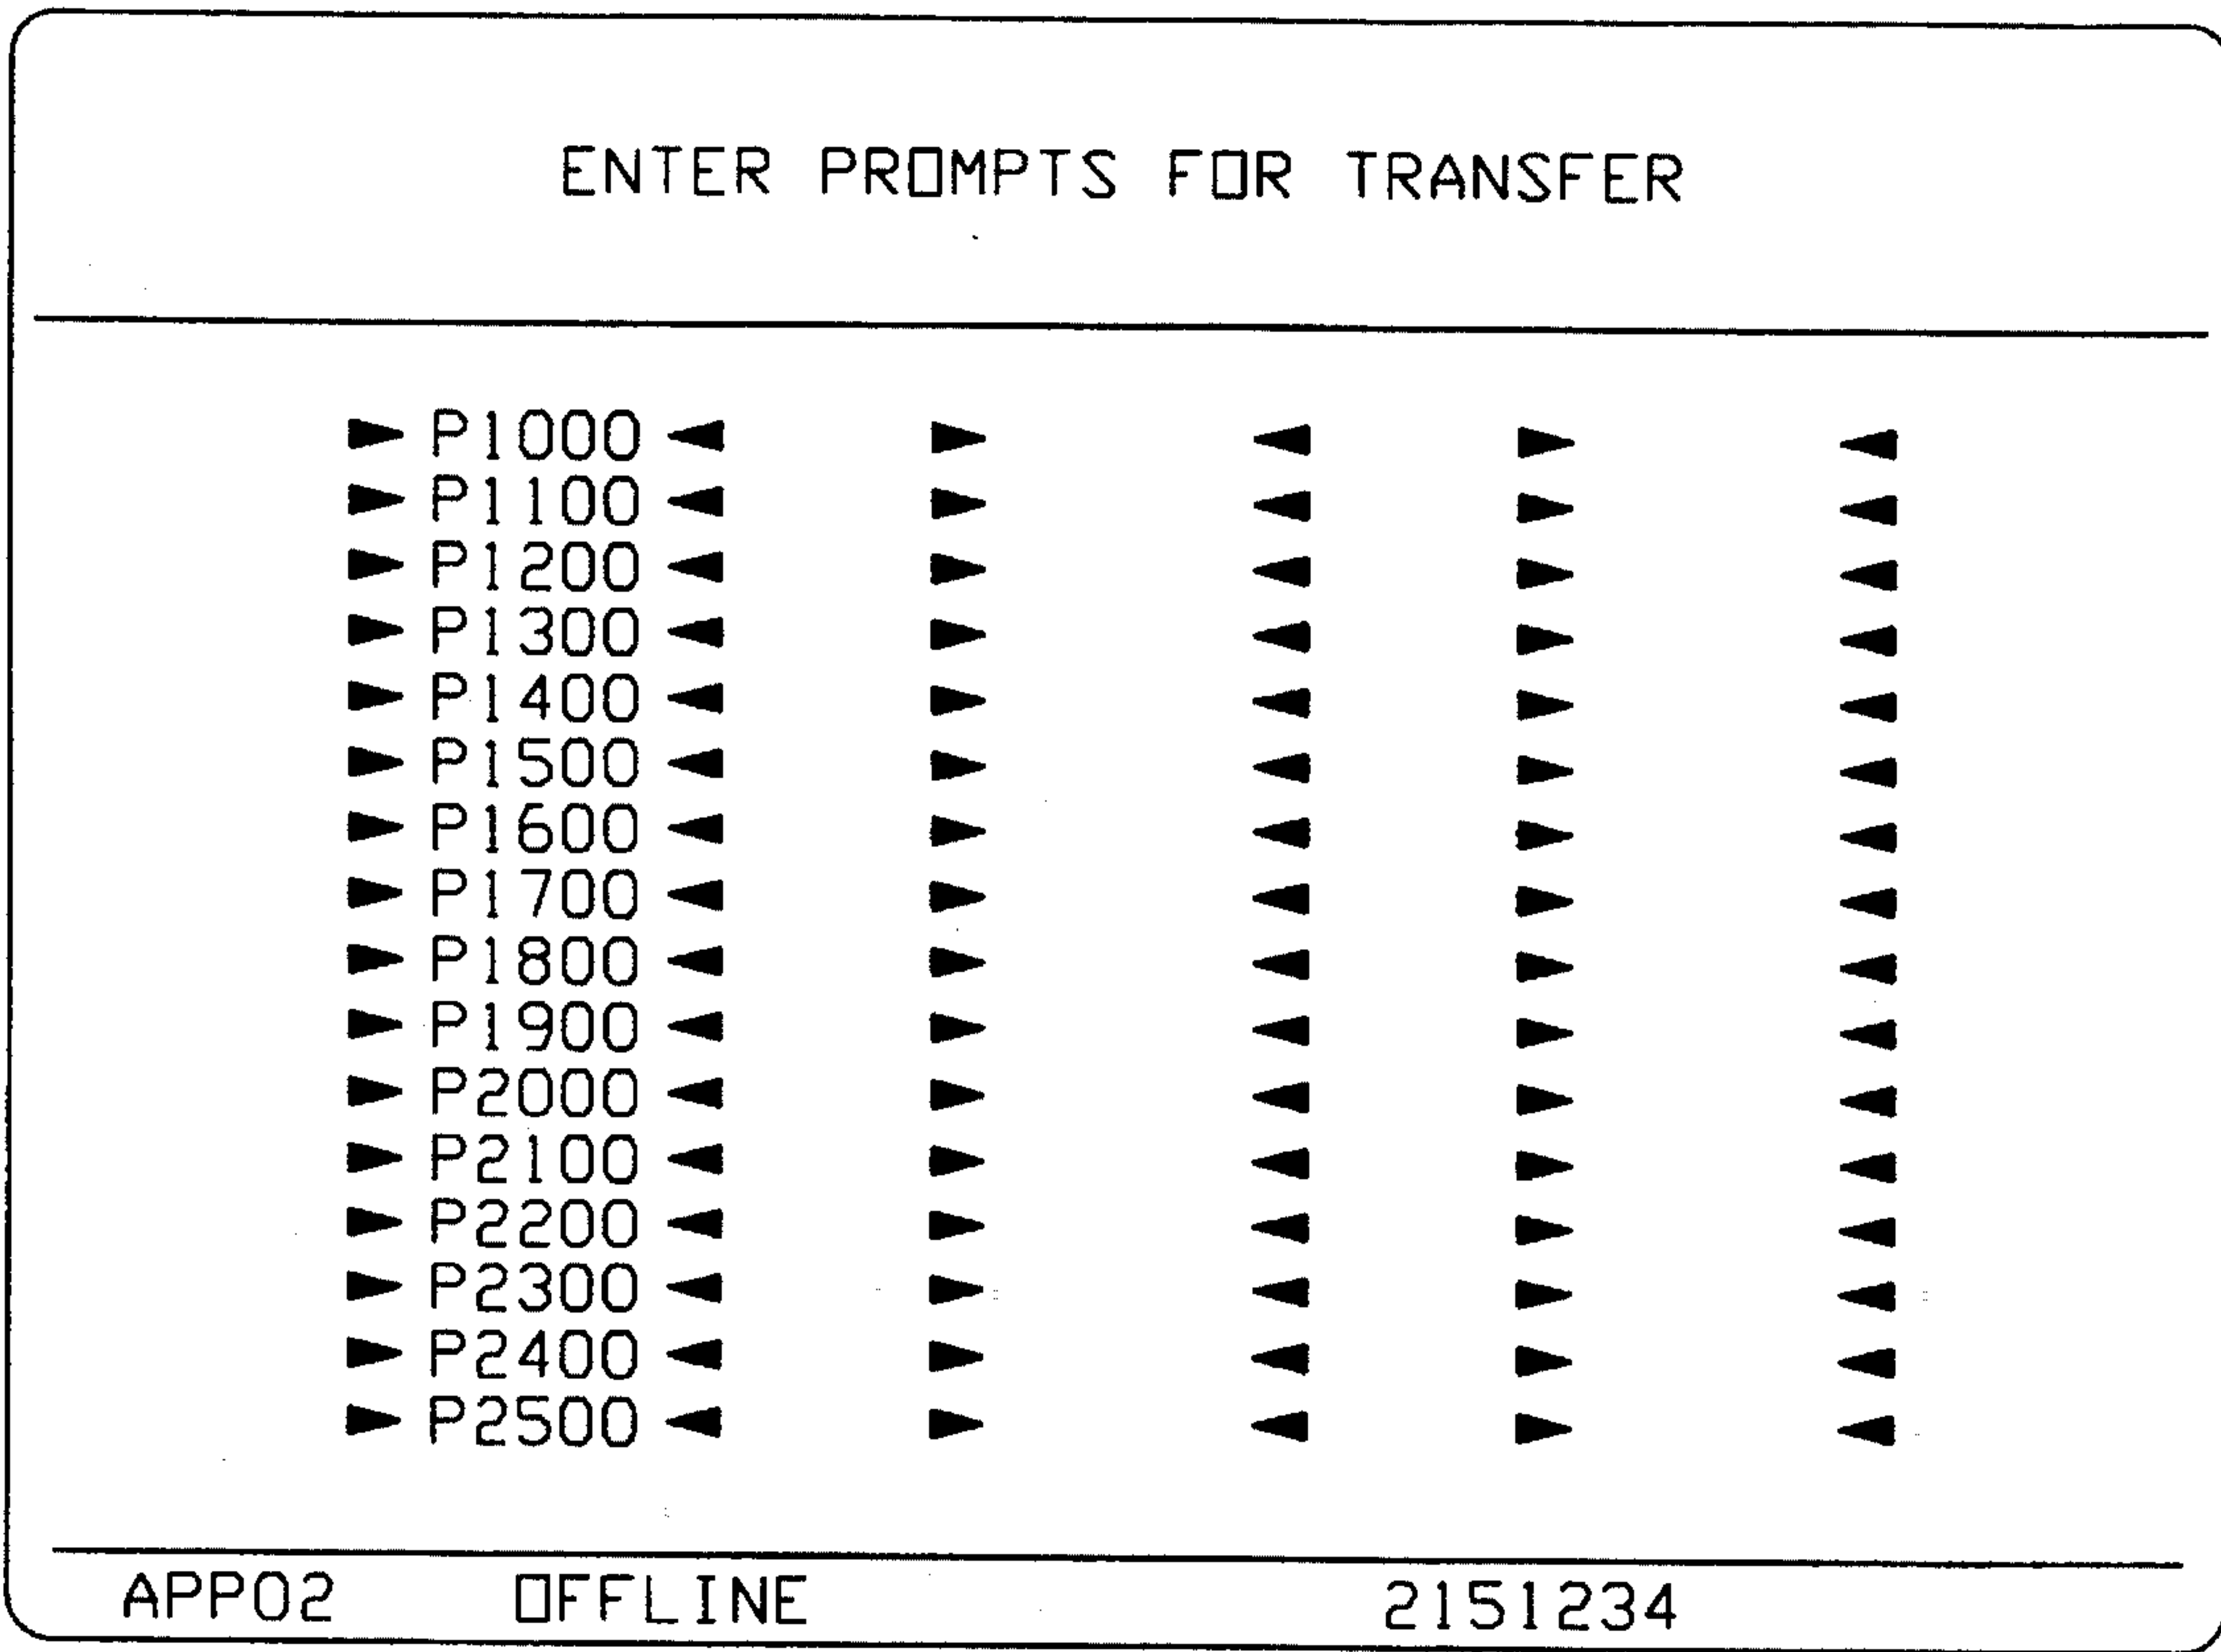 ENTER PROMPTS FOR TRANSFER
P1000
P1100
P1200
P1300
P1400
P1500
P1600
P1700
P1800
P1900
P2000
P2100
P2200
P2300
P2400
P2500
APP02 OFFLINE 2151234